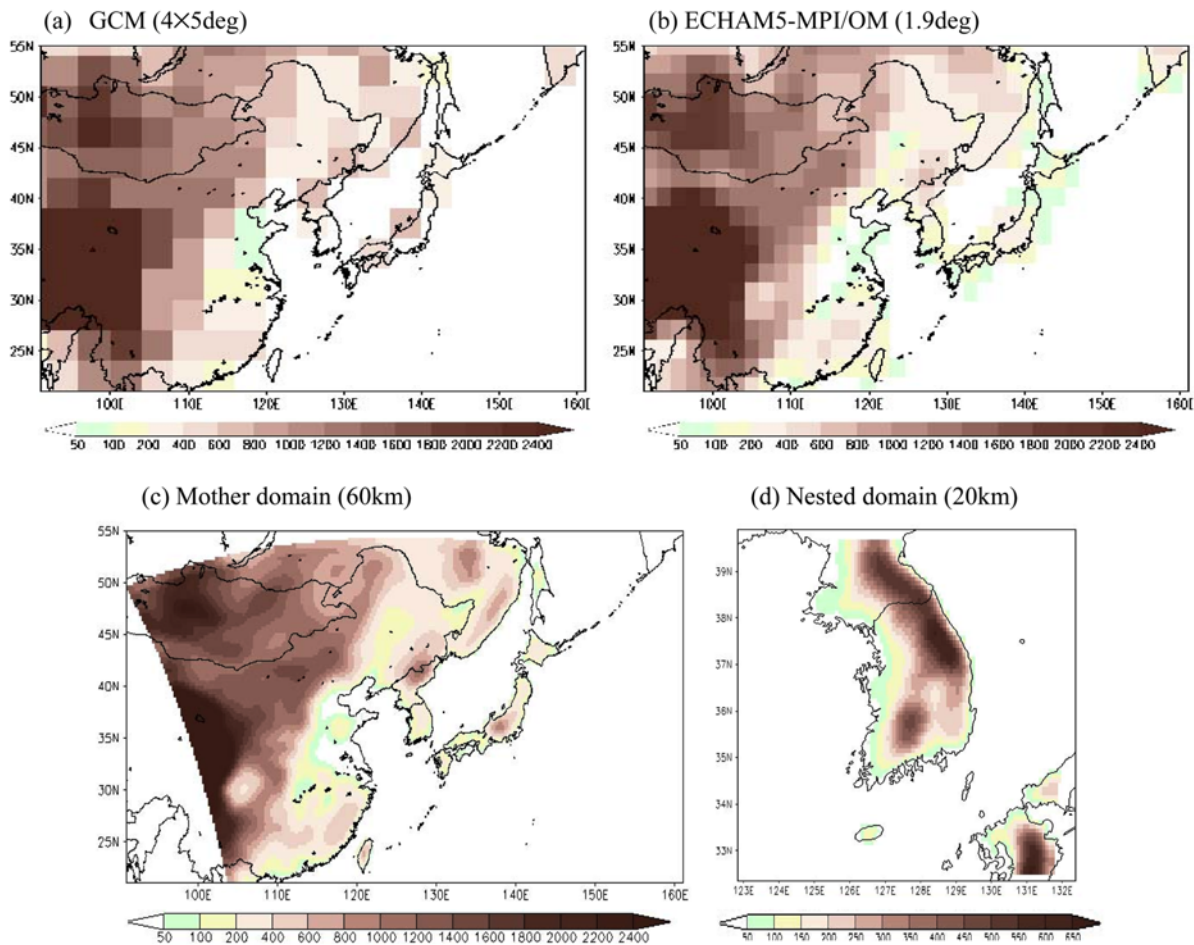 (a) GCM (4×5deg)
(b) ECHAM5-MPI/OM (1.9deg)
55N
50N
45N
40N
35N
30N
25N
100E 110E 120E 130E 140E 150E 160E
50 100 200 400 600 800 1000 1200 1400 1600 1800 2000 2200 2400
55N
50N
45N
40N
35N
30N
25N
100E 110E 120E 130E 140E 150E 160E
50 100 200 400 600 800 1000 1200 1400 1600 1800 2000 2200 2400
(c) Mother domain (60km)
(d) Nested domain (20km)
55N
50N
45N
40N
35N
30N
25N
100E 110E 120E 130E 140E 150E 160E
50 100 200 400 600 800 1000 1200 1400 1600 1800 2000 2200 2400
39N
38N
37N
36N
35N
34N
33N
123E 124E 125E 126E 127E 128E 129E 130E 131E 132E
50 100 150 200 250 300 350 400 450 500 550 600 650